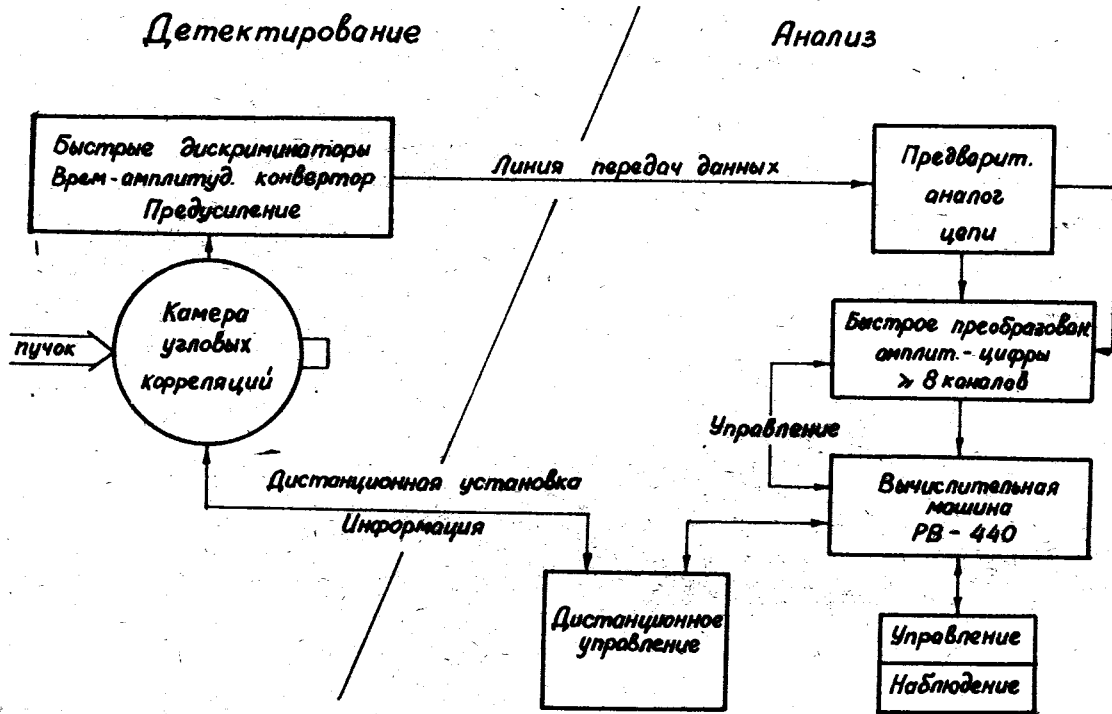 Детектирование
Анализ
Быстрые дискриминаторы
Врем-амплитуд. конвертор
Предусиление
Линия передач данных
Предварит.
аналог
цепи
Камера
угловых
корреляций
пучок
Быстрое преобразован
амплит.- цифры
≥ 8 каналов
Управление
Дистанционная установка
Информация
Вычислительная
машина
РВ - 440
Дистанционное
управление
Управление
Наблюдение